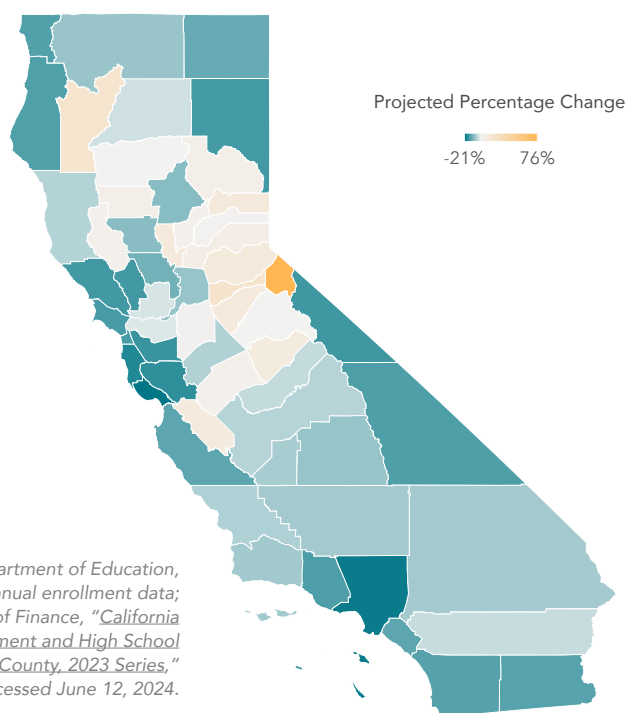 Projected Percentage Change
-21% 76%
artment of Education,
nnual enrollment data;
of Finance, "California
ment and High School
County, 2023 Series,"
cessed June 12, 2024.